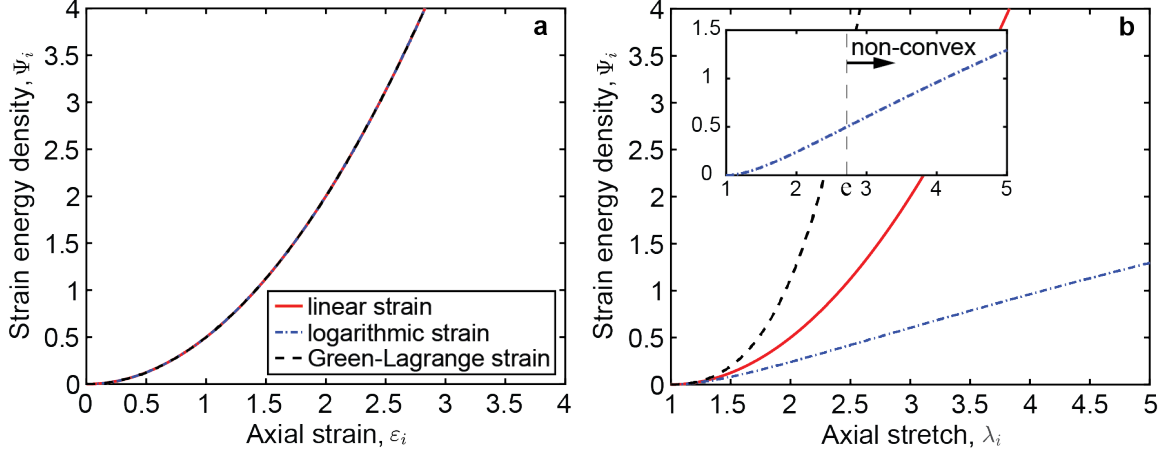 4
3.5
3
2.5
2
1.5
1
0.5
0
Strain energy density, Ψi
a
linear strain
logarithmic strain
Green-Lagrange strain
0 0.5 1 1.5 2 2.5 3 3.5 4
Axial strain, εi
4
3.5
3
2.5
2
1.5
1
0.5
0
Strain energy density, Ψi
b
1.5
1
0.5
0
non-convex
1 2 e 3 4 5
1 1.5 2 2.5 3 3.5 4 4.5 5
Axial stretch, λi